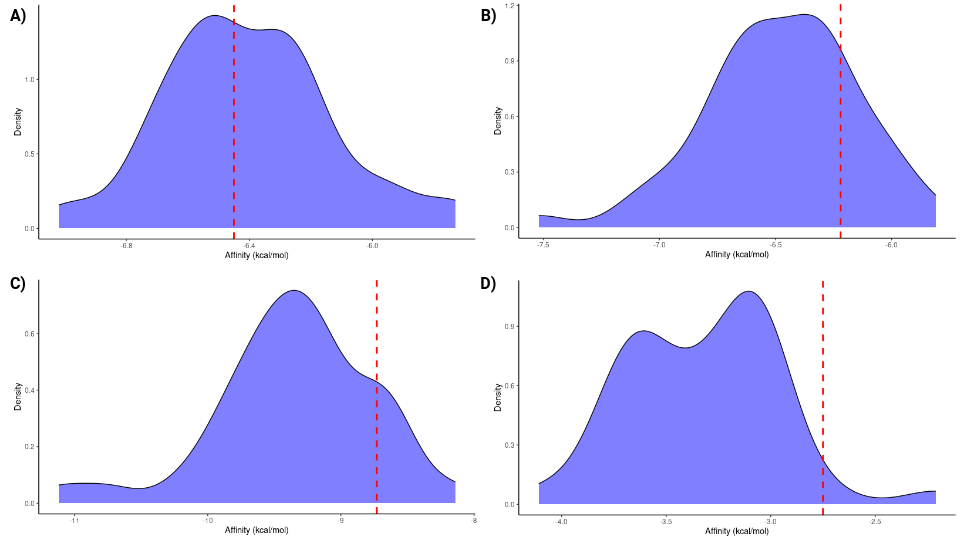 A)
Density
1.0
0.5
0.0
-6.8
-6.4
-6.0
Affinity (kcal/mol)
B)
Density
1.2
0.9
0.6
0.3
0.0
-7.5
-7.0
-6.5
-6.0
Affinity (kcal/mol)
C)
Density
0.6
0.4
0.2
0.0
-11
-10
-9
-8
Affinity (kcal/mol)
D)
Density
0.9
0.6
0.3
0.0
-4.0
-3.5
-3.0
-2.5
Affinity (kcal/mol)